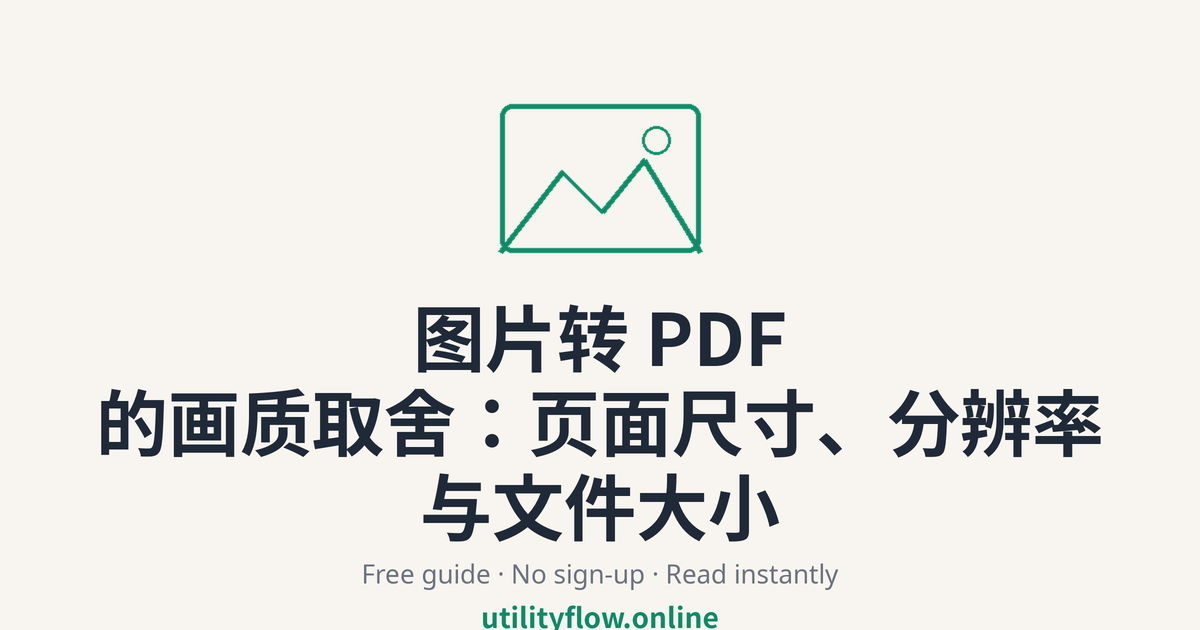 图片转 PDF
的画质取舍：页面尺寸、分辨率
与文件大小
Free guide · No sign-up · Read instantly
utilityflow.online